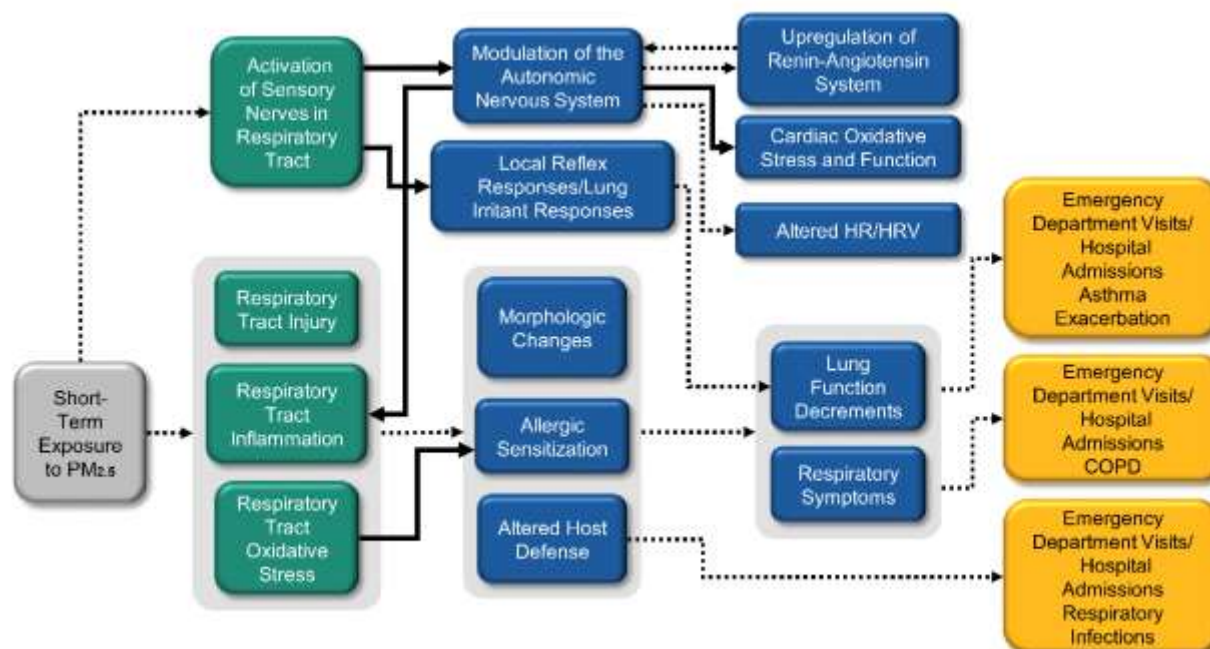 Activation
of Sensory
Nerves in
Respiratory
Tract
Modulation of the
Autonomic
Nervous System
Upregulation of
Renin-Angiotensin
System
Cardiac Oxidative
Stress and Function
Local Reflex
Responses/Lung
Irritant Responses
Altered HR/HRV
Emergency
Department Visits/
Hospital
Admissions
Asthma
Exacerbation
Respiratory
Tract Injury
Morphologic
Changes
Short-
Term
Exposure
to PM2.5
Respiratory
Tract
Inflammation
Allergic
Sensitization
Lung
Function
Decrements
Emergency
Department Visits/
Hospital
Admissions
COPD
Respiratory
Symptoms
Respiratory
Tract
Oxidative
Stress
Altered Host
Defense
Emergency
Department Visits/
Hospital
Admissions
Respiratory
Infections